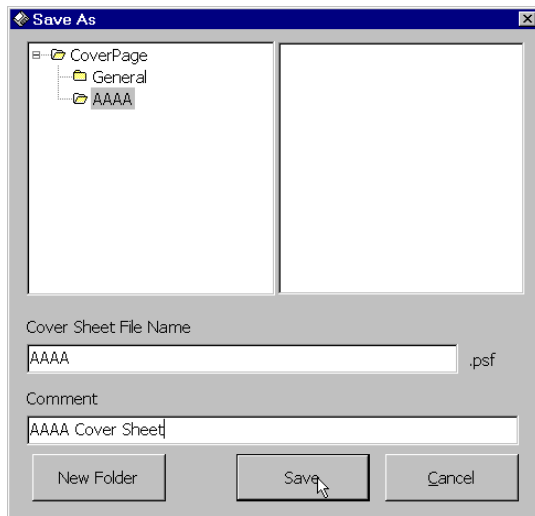 Save As
CoverPage
General
AAAA
Cover Sheet File Name
AAAA
.psf
Comment
AAAA Cover Sheet
New Folder
Save
Cancel